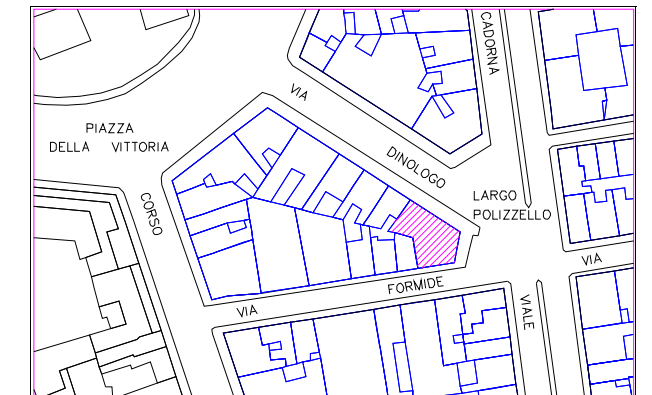 CADORNA
VIA
PIAZZA
DELLA VITTORIA
DINOLOGO
CORSO
LARGO
POLIZZELLO
VIA
FORMIDE
VIA
VIALE